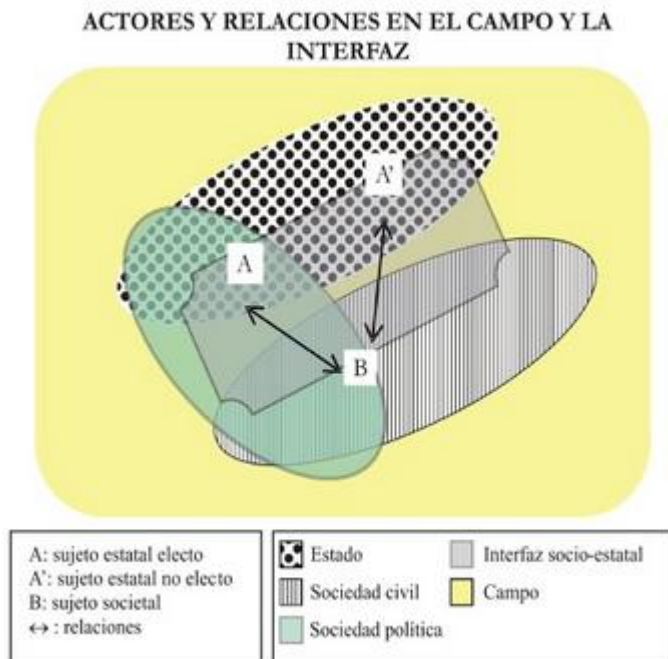 ACTORES Y RELACIONES EN EL CAMPO Y LA
INTERFAZ
A'
A
B
A: sujeto estatal electo
A': sujeto estatal no electo
B: sujeto societal
↔ : relaciones
Estado
Interfaz socio-estatal
Sociedad civil
Campo
Sociedad política